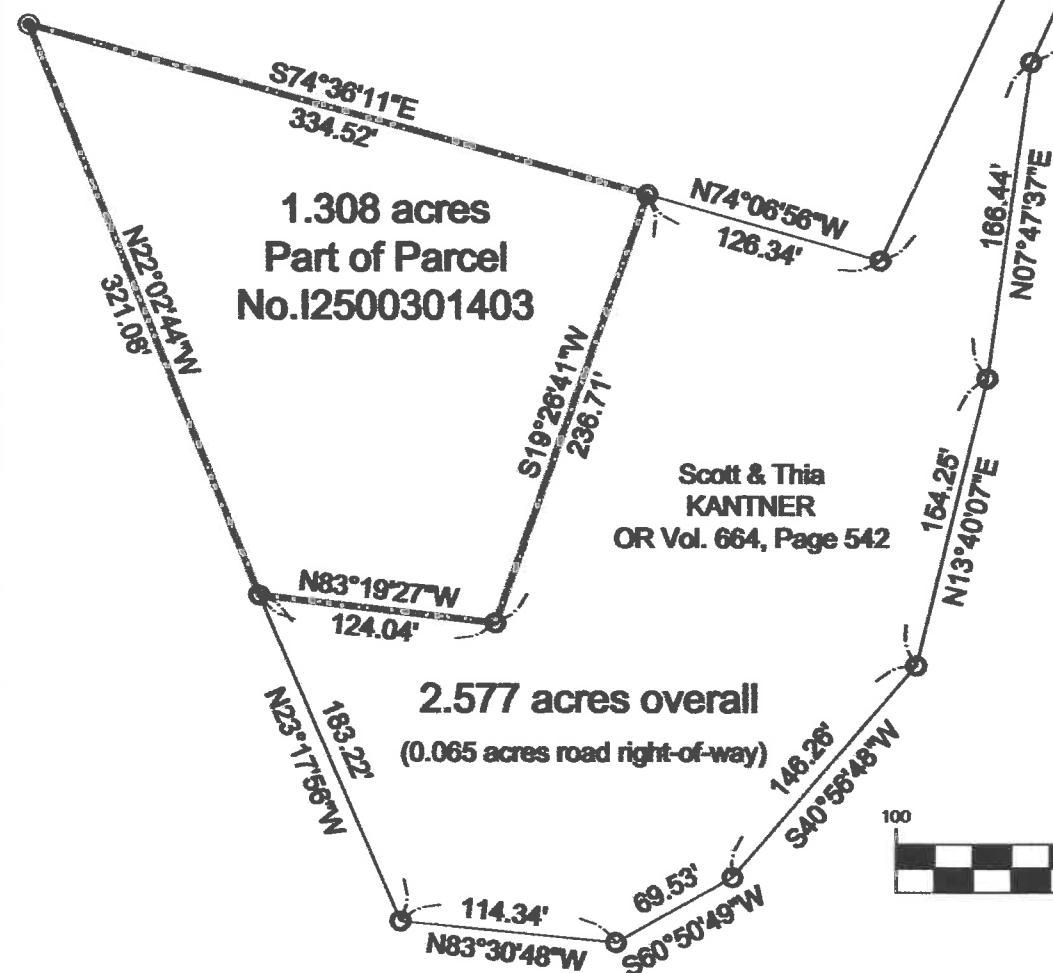 S74°36'11"E
334.52'
1.308 acres
Part of Parcel
No.I2500301403
N74°06'56"W
126.34'
166.44'
N07°47'37"E
N22°02'44"W
321.08'
S19°26'41"W
236.71'
Scott & Thia
KANTNER
OR Vol. 664, Page 542
154.25'
N13°40'07"E
N83°19'27"W
124.04'
2.577 acres overall
(0.065 acres road right-of-way)
183.22'
N23°17'56"W
146.26'
S40°56'48"W
100
69.53'
S60°50'49"W
114.34'
N83°30'48"W